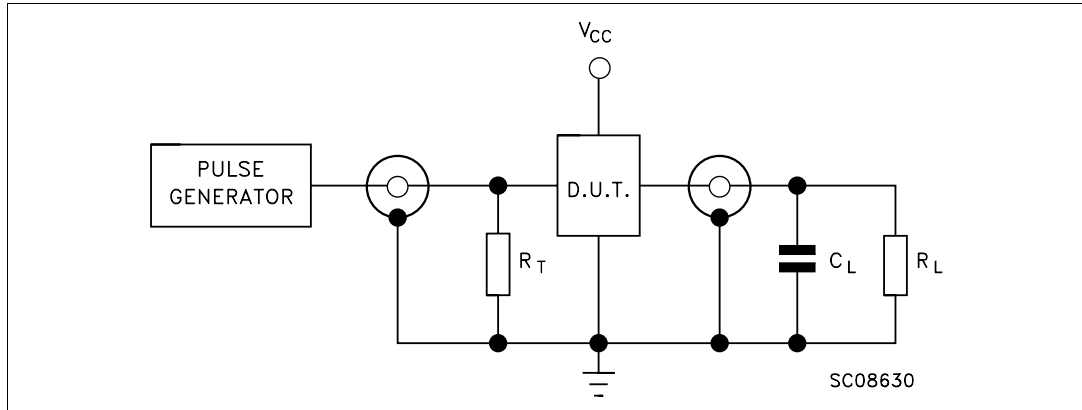 VCC
PULSE
GENERATOR
D.U.T.
RT
CL
RL
SC08630